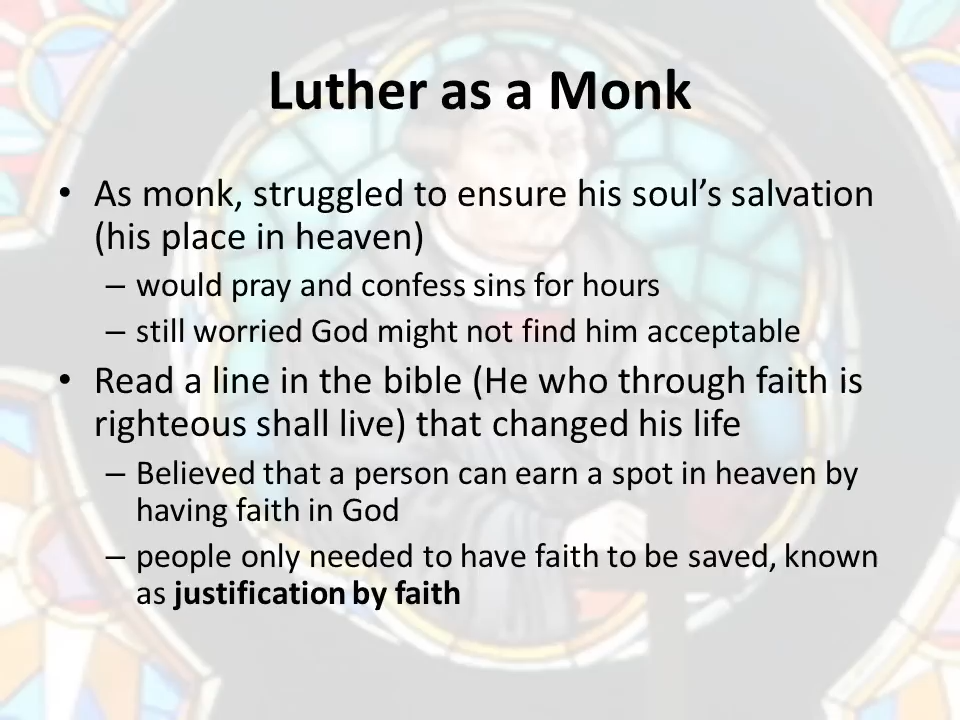 Luther as a Monk
• As monk, struggled to ensure his soul’s salvation
(his place in heaven)
– would pray and confess sins for hours
– still worried God might not find him acceptable
• Read a line in the bible (He who through faith is
righteous shall live) that changed his life
– Believed that a person can earn a spot in heaven by
having faith in God
– people only needed to have faith to be saved, known
as justification by faith